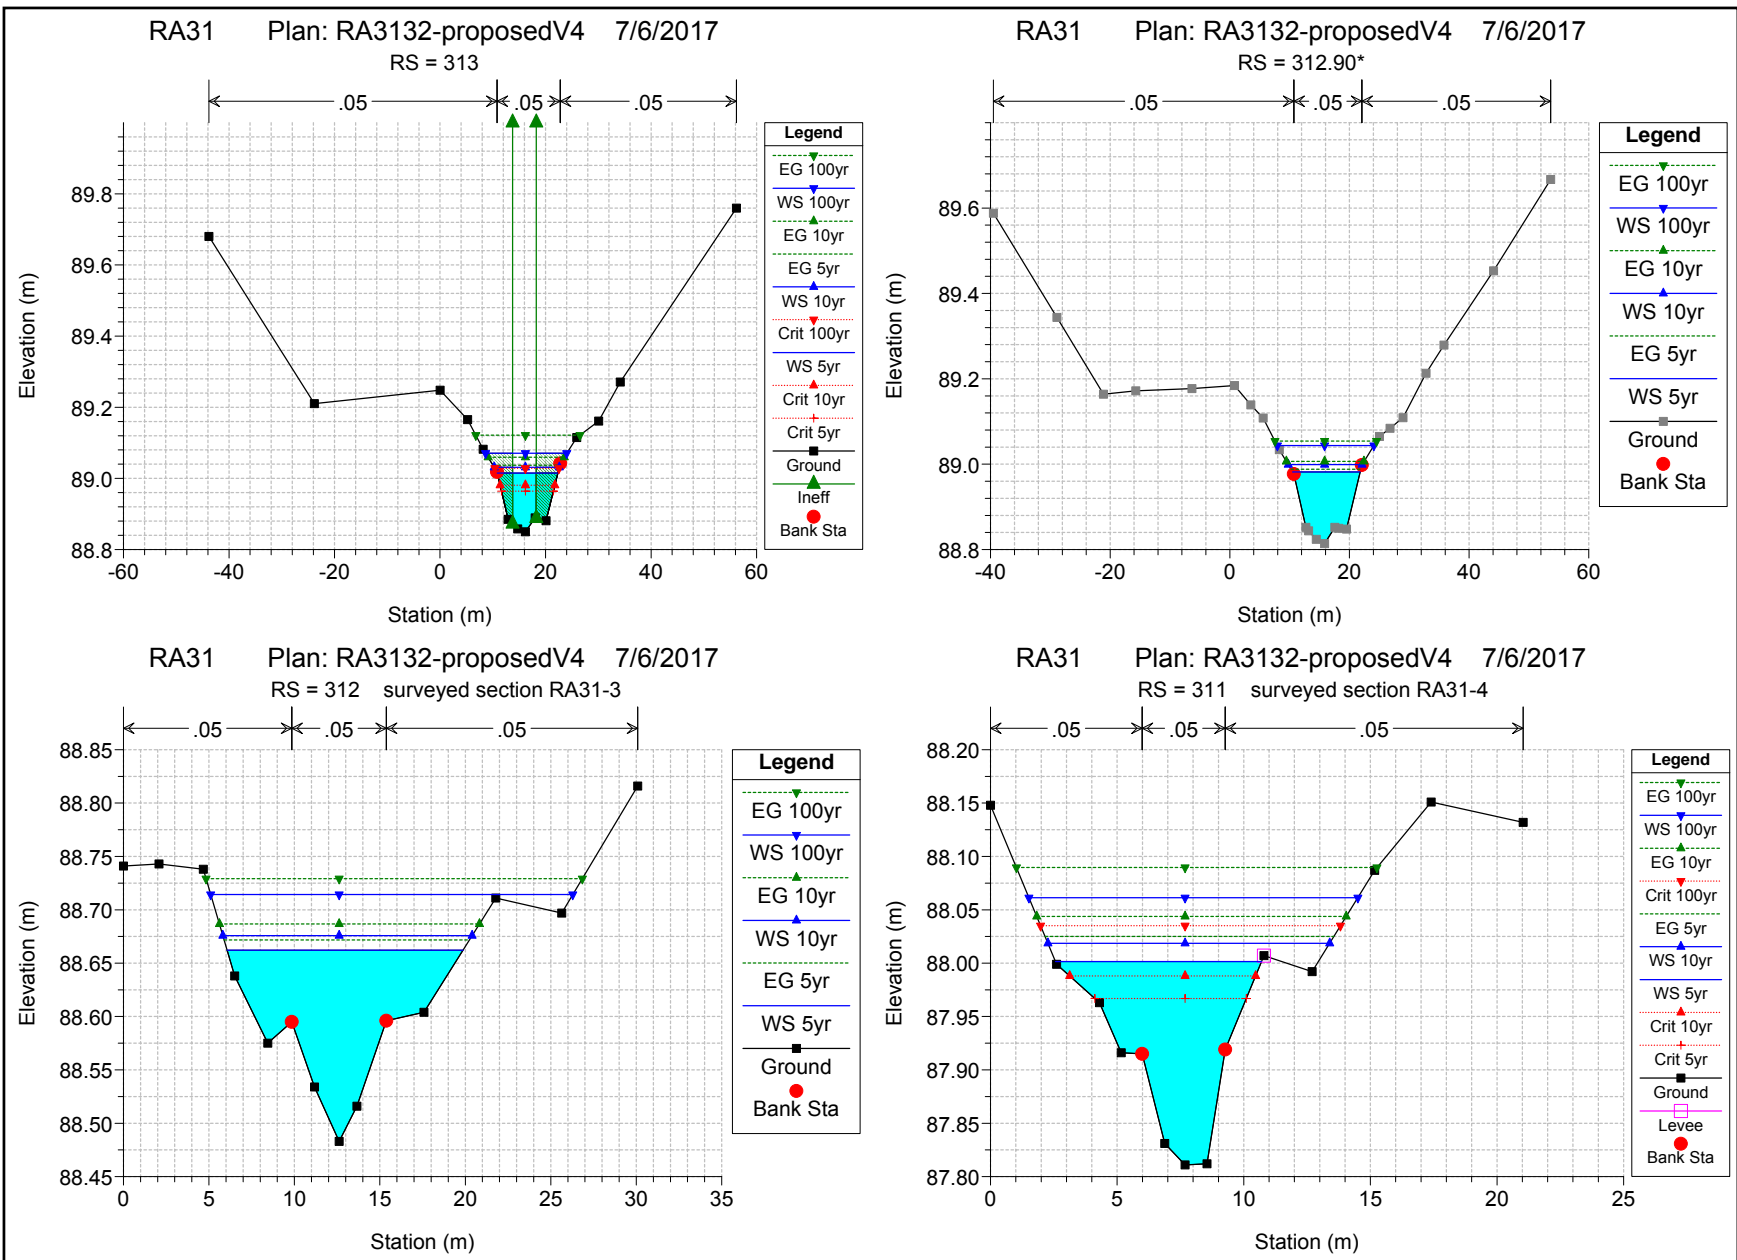 RA31 Plan: RA3132-proposedV4 7/6/2017
RS = 313
.05 .05 .05
Elevation (m)
89.8
89.6
89.4
89.2
89.0
88.8
-60 -40 -20 0 20 40 60
Station (m)
Legend
EG 100yr
WS 100yr
EG 10yr
EG 5yr
WS 10yr
Crit 100yr
WS 5yr
Crit 10yr
Crit 5yr
Ground
Ineff
Bank Sta
RA31 Plan: RA3132-proposedV4 7/6/2017
RS = 312.90*
.05 .05 .05
Elevation (m)
89.6
89.4
89.2
89.0
88.8
-40 -20 0 20 40 60
Station (m)
Legend
EG 100yr
WS 100yr
EG 10yr
WS 10yr
EG 5yr
WS 5yr
Ground
Bank Sta
RA31 Plan: RA3132-proposedV4 7/6/2017
RS = 312 surveyed section RA31-3
.05 .05 .05
Elevation (m)
88.85
88.80
88.75
88.70
88.65
88.60
88.55
88.50
88.45
0 5 10 15 20 25 30 35
Station (m)
Legend
EG 100yr
WS 100yr
EG 10yr
WS 10yr
EG 5yr
WS 5yr
Ground
Bank Sta
RA31 Plan: RA3132-proposedV4 7/6/2017
RS = 311 surveyed section RA31-4
.05 .05 .05
Elevation (m)
88.20
88.15
88.10
88.05
88.00
87.95
87.90
87.85
87.80
0 5 10 15 20 25
Station (m)
Legend
EG 100yr
WS 100yr
EG 10yr
Crit 100yr
EG 5yr
WS 10yr
WS 5yr
Crit 10yr
Crit 5yr
Ground
Levee
Bank Sta